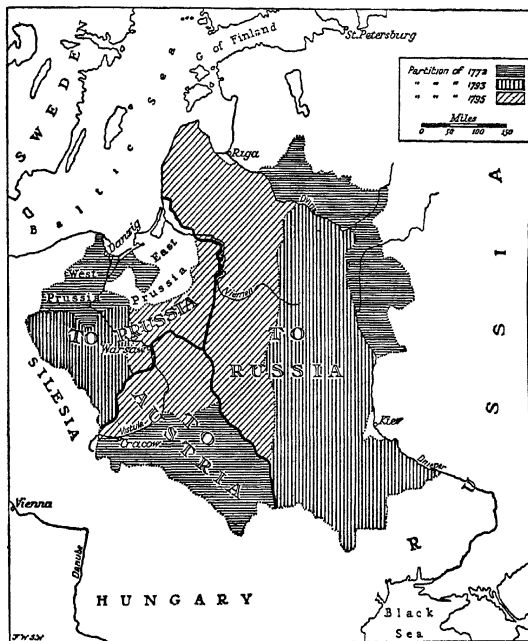 SWEDEN
Baltic Sea
G of Finland
St. Petersburg
Partition of 1772
" " " 1793
" " " 1795
Miles
0 50 100 150
Riga
Danzig
East
Prussia
West
Prussia
Niemen
TO PRUSSIA
Warsaw
TO
RUSSIA
SILESIA
TO
AUSTRIA
Vistula
Cracow
Kiev
Dnieper
Vienna
Danube
HUNGARY
RUSSIA
Black
Sea